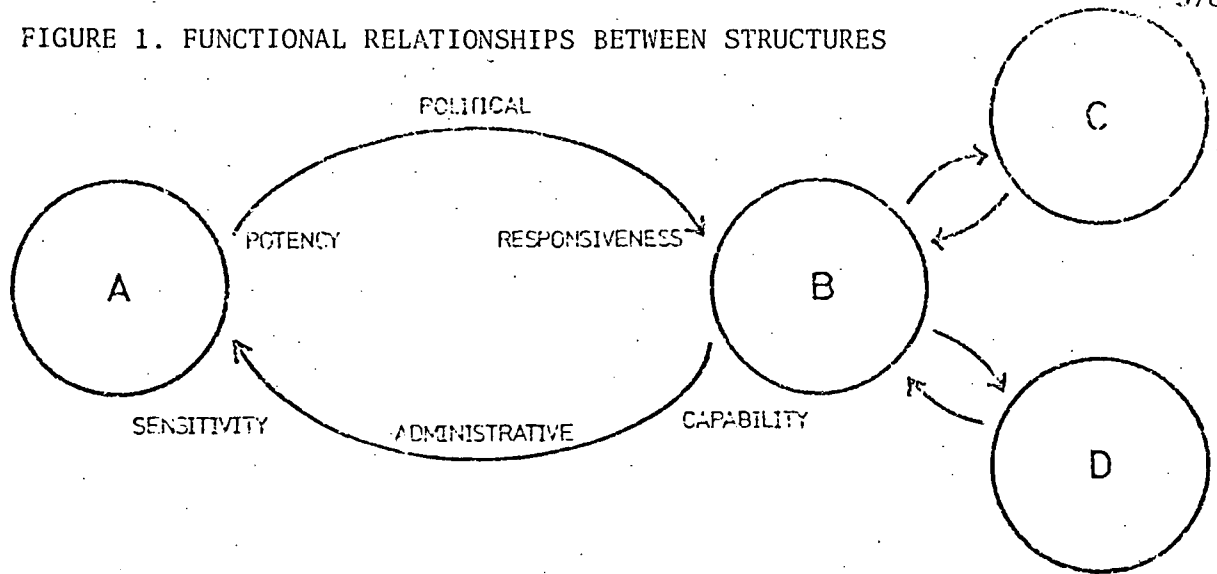 FIGURE 1. FUNCTIONAL RELATIONSHIPS BETWEEN STRUCTURES
POLITICAL
C
POTENCY
RESPONSIVENESS
A
B
SENSITIVITY
ADMINISTRATIVE
CAPABILITY
D